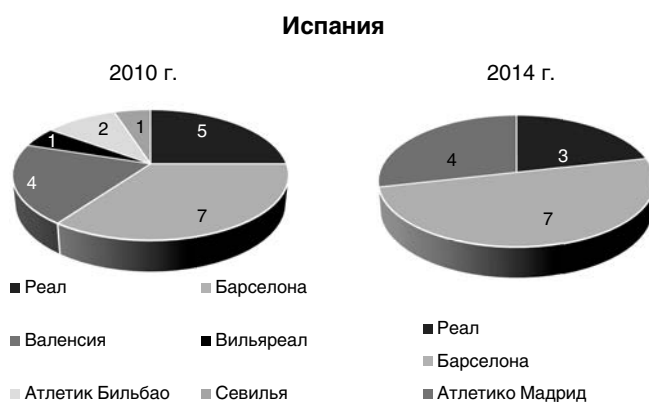 Испания
2010 г.
2014 г.
1
2
1
5
4
7
4
3
7
Реал
Барселона
Валенсия
Вильяреал
Атлетик Бильбао
Севилья
Реал
Барселона
Атлетико Мадрид